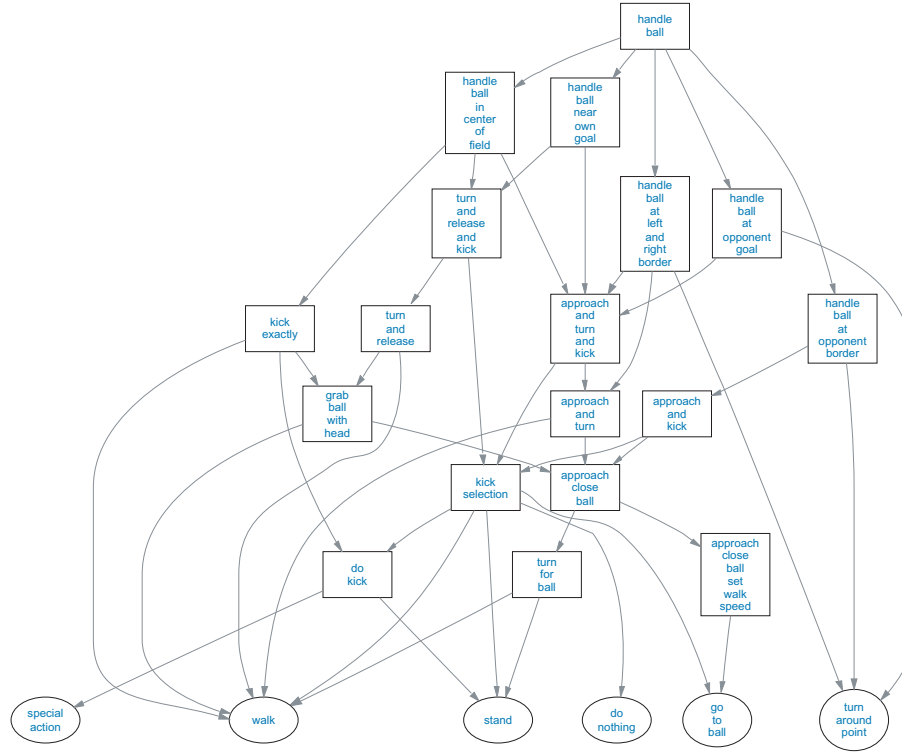 handle
ball
handle
ball
in
center
of
field
handle
ball
near
own
goal
turn
and
release
and
kick
handle
ball
at
left
and
right
border
handle
ball
at
opponent
goal
kick
exactly
turn
and
release
approach
and
turn
and
kick
handle
ball
at
opponent
border
grab
ball
with
head
approach
and
turn
approach
and
kick
kick
selection
approach
close
ball
do
kick
turn
for
ball
approach
close
ball
set
walk
speed
special
action
walk
stand
do
nothing
go
to
ball
turn
around
point